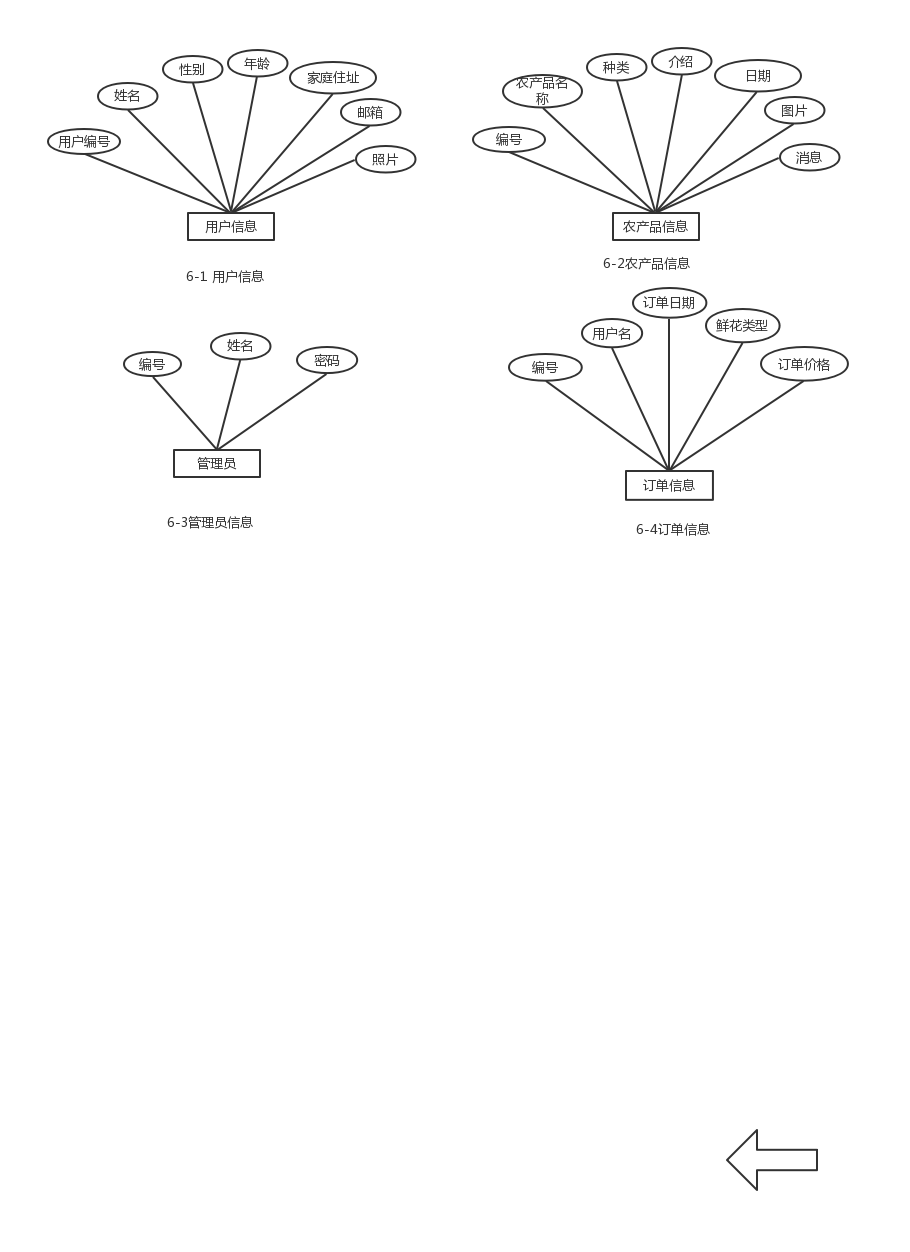 用户编号
姓名
性别
年龄
家庭住址
邮箱
照片
用户信息
6-1 用户信息
编号
农产品名
称
种类
介绍
日期
图片
消息
农产品信息
6-2农产品信息
编号
姓名
密码
管理员
6-3管理员信息
编号
用户名
订单日期
鲜花类型
订单价格
订单信息
6-4订单信息